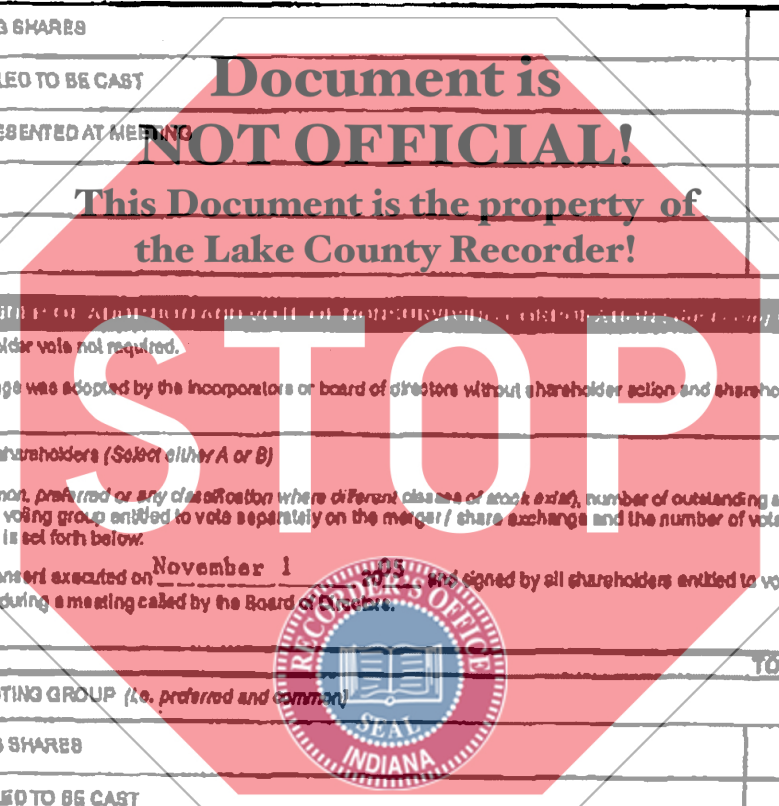 G SHARES
LED TO BE CAST
Document is
ESENTED AT MEETING
NOT OFFICIAL!
This Document is the property of
the Lake County Recorder!
lder vote not required.
STOP
ge was adopted by the incorporators or board of directors without shareholder action and shareho
shareholders (Select either A or B)
mon, preferred or any classification where different classes of stock exist), number of outstanding
voting group entitled to vote separately on the merger / share exchange and the number of vote
is set forth below.
onsent executed on November 1 and signed by all shareholders entitled to vo
during a meeting called by the Board of Directors.
RECORDER'S OFFICE
SEAL
INDIANA
TO
TING GROUP (i.e. preferred and common)
G SHARES
LED TO BE CAST